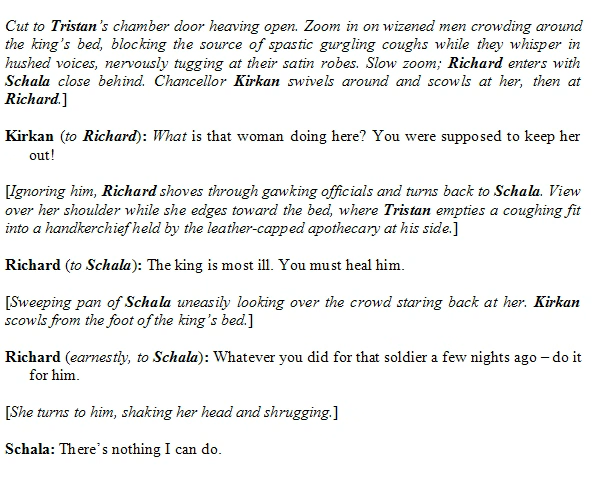 Cut to Tristan's chamber door heaving open. Zoom in on wizened men crowding around
the king's bed, blocking the source of spastic gurgling coughs while they whisper in
hushed voices, nervously tugging at their satin robes. Slow zoom; Richard enters with
Schala close behind. Chancellor Kirkan swivels around and scowls at her, then at
Richard.]
Kirkan (to Richard): What is that woman doing here? You were supposed to keep her
out!
[Ignoring him, Richard shoves through gawking officials and turns back to Schala. View
over her shoulder while she edges toward the bed, where Tristan empties a coughing fit
into a handkerchief held by the leather-capped apothecary at his side.]
Richard (to Schala): The king is most ill. You must heal him.
[Sweeping pan of Schala uneasily looking over the crowd staring back at her. Kirkan
scowls from the foot of the king's bed.]
Richard (earnestly, to Schala): Whatever you did for that soldier a few nights ago – do it
for him.
[She turns to him, shaking her head and shrugging.]
Schala: There's nothing I can do.